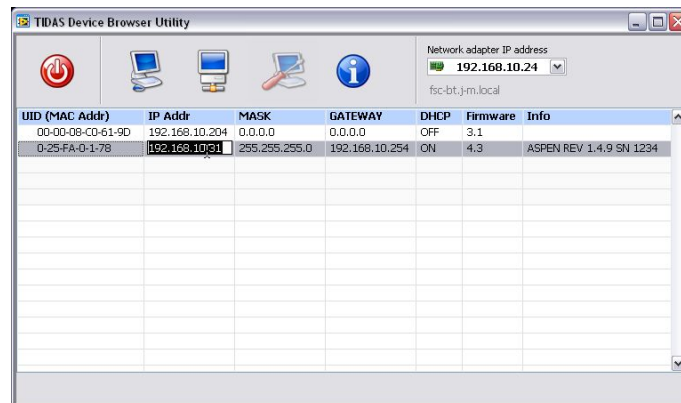 TIDAS Device Browser Utility
Network adapter IP address
192.168.10.24
fsc-bt.j-m.local
UID (MAC Addr) IP Addr MASK GATEWAY DHCP Firmware Info
00-00-08-C0-61-9D 192.168.10.204 0.0.0.0 0.0.0.0 OFF 3.1
0-25-FA-0-1-78 192.168.10.31 255.255.255.0 192.168.10.254 ON 4.3 ASPEN REV 1.4.9 SN 1234